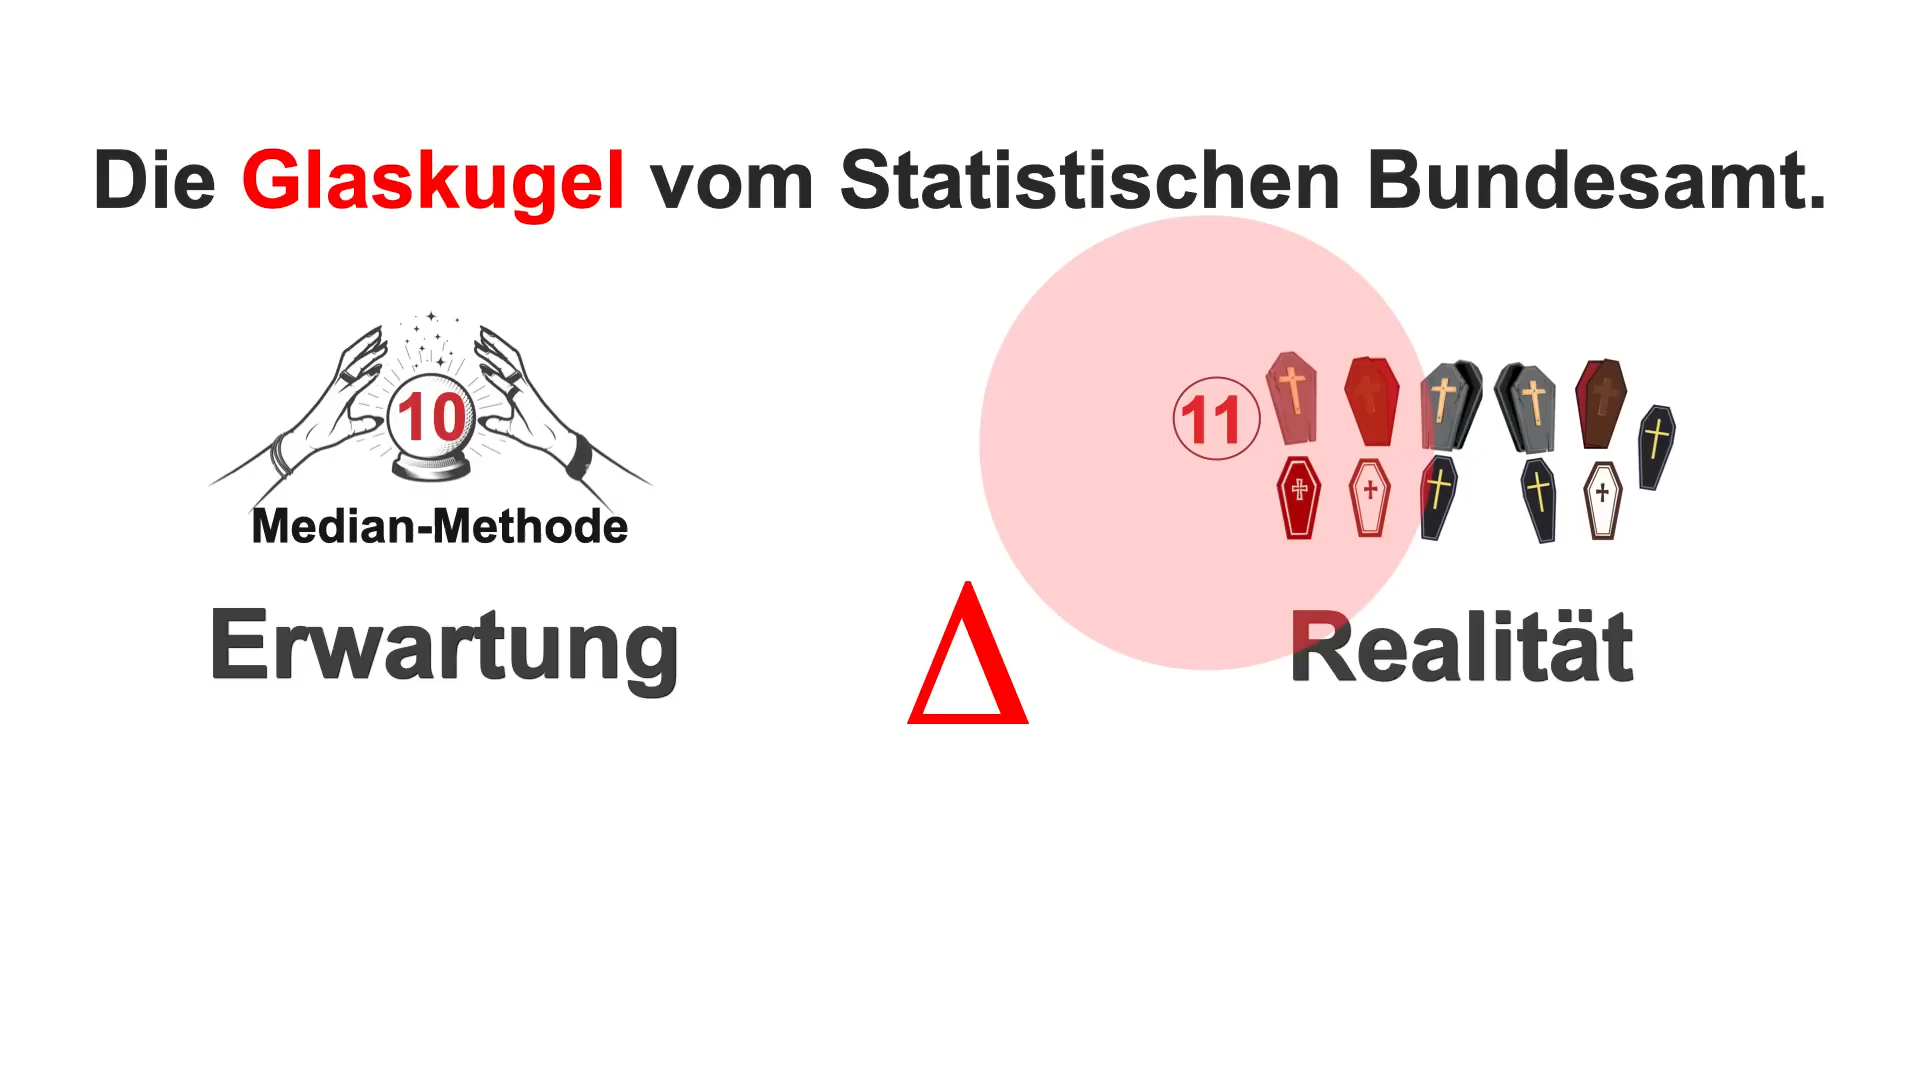 Die Glaskugel vom Statistischen Bundesamt.
10
11
Median-Methode
Erwartung
Δ
Realität